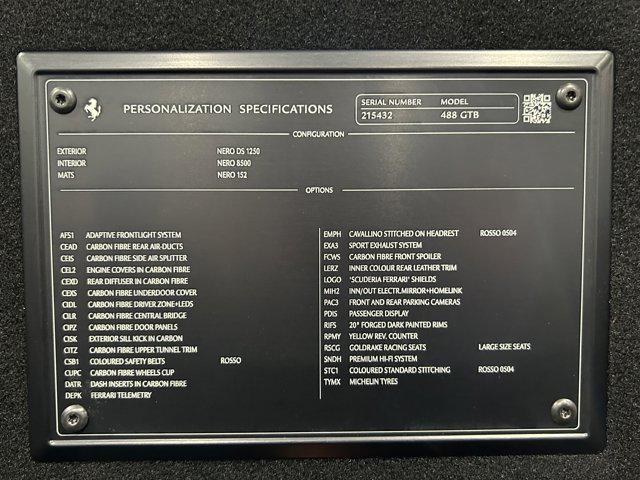 PERSONALIZATION SPECIFICATIONS
SERIAL NUMBER MODEL
215432 488 GTB
CONFIGURATION
EXTERIOR NERO DS 1250
INTERIOR NERO 8500
MATS NERO 152
OPTIONS
AFS1 ADAPTIVE FRONTLIGHT SYSTEM
CEAD CARBON FIBRE REAR AIR-DUCTS
CEIS CARBON FIBRE SIDE AIR SPLITTER
CEL2 ENGINE COVERS IN CARBON FIBRE
CEXD REAR DIFFUSER IN CARBON FIBRE
CEXS CARBON FIBRE UNDERDOOR COVER
CIDL CARBON FIBRE DRIVER ZONE+LEDS
CILR CARBON FIBRE CENTRAL BRIDGE
CIPZ CARBON FIBRE DOOR PANELS
CISK EXTERIOR SILL KICK IN CARBON
CITZ CARBON FIBRE UPPER TUNNEL TRIM
CSB1 COLOURED SAFETY BELTS ROSSO
CUPC CARBON FIBRE WHEELS CUP
DATR DASH INSERTS IN CARBON FIBRE
DEPK FERRARI TELEMETRY
EMPH CAVALLINO STITCHED ON HEADREST ROSSO 0504
EXA3 SPORT EXHAUST SYSTEM
FCWS CARBON FIBRE FRONT SPOILER
LERZ INNER COLOUR REAR LEATHER TRIM
LOGO 'SCUDERIA FERRARI' SHIELDS
MIH2 INN/OUT ELECTR.MIRROR+HOMELINK
PAC3 FRONT AND REAR PARKING CAMERAS
PDIS PASSENGER DISPLAY
RIFS 20" FORGED DARK PAINTED RIMS
RPMY YELLOW REV. COUNTER
RSCG GOLDRAKE RACING SEATS LARGE SIZE SEATS
SNDH PREMIUM HI-FI SYSTEM
STC1 COLOURED STANDARD STITCHING ROSSO 0504
TYMX MICHELIN TYRES